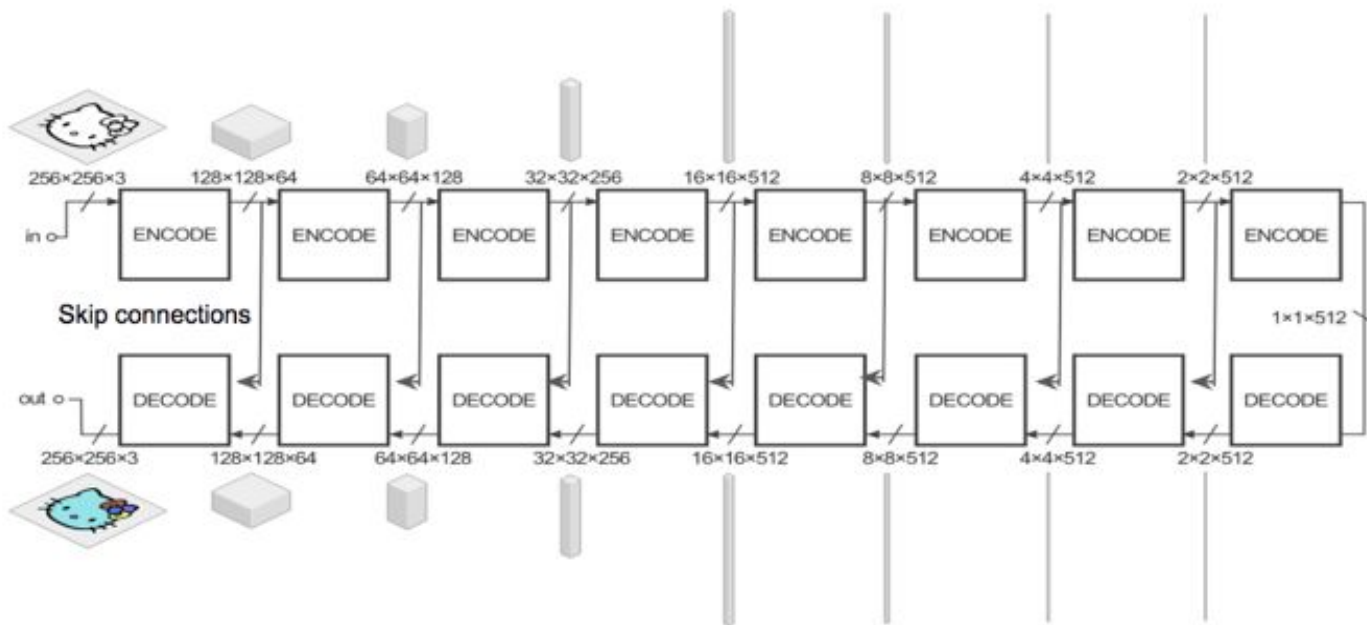 256×256×3 128×128×64 64×64×128 32×32×256 16×16×512 8×8×512 4×4×512 2×2×512
in ENCODE ENCODE ENCODE ENCODE ENCODE ENCODE ENCODE ENCODE
Skip connections 1×1×512
out DECODE DECODE DECODE DECODE DECODE DECODE DECODE DECODE
256×256×3 128×128×64 64×64×128 32×32×256 16×16×512 8×8×512 4×4×512 2×2×512